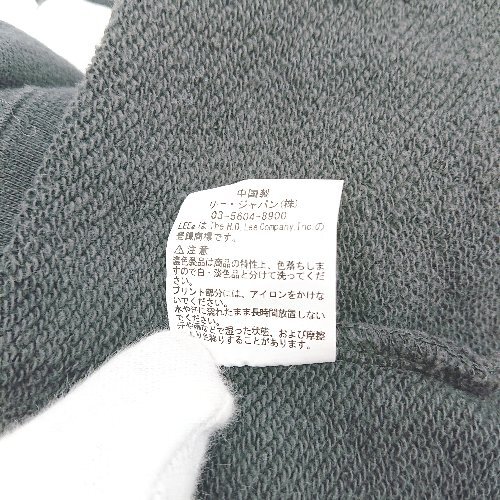 中国製
リー・ジャパン(株)
03-5604-8900
LEE® は The H.D. Lee Company, Inc. の
登録商標です。
⚠注意
濃色製品は商品の特性上、色落ちしま
すので白・淡色品と分けて洗ってくださ
い。
プリント部分には、アイロンをかけな
いでください。
水や汗に濡れたまま長時間放置しない
でください。
汗や雨などで湿った状態、および摩擦
により色移りすることがあります。